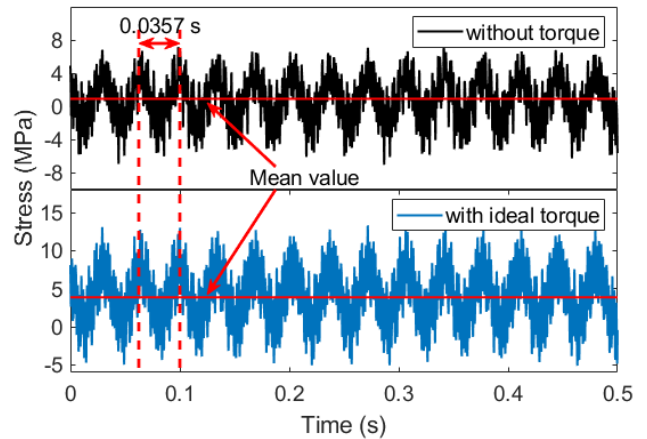 0.0357 s
without torque
8
4
0
-4
-8
Mean value
Stress (MPa)
with ideal torque
15
10
5
0
-5
0 0.1 0.2 0.3 0.4 0.5
Time (s)